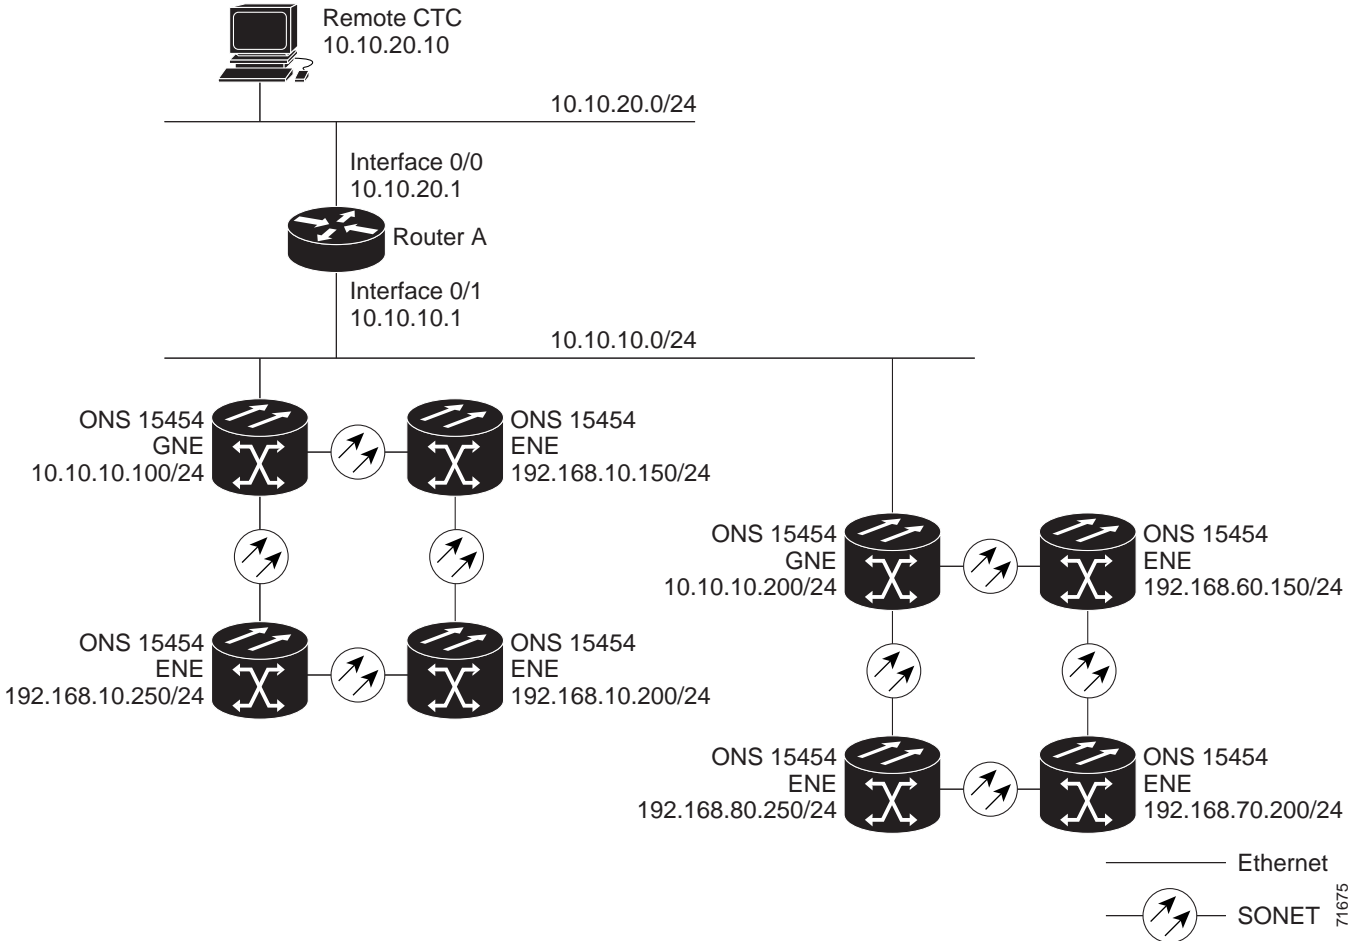 Remote CTC
10.10.20.10
10.10.20.0/24
Interface 0/0
10.10.20.1
Router A
Interface 0/1
10.10.10.1
10.10.10.0/24
ONS 15454
GNE
10.10.10.100/24
ONS 15454
ENE
192.168.10.150/24
ONS 15454
ENE
192.168.10.250/24
ONS 15454
ENE
192.168.10.200/24
ONS 15454
GNE
10.10.10.200/24
ONS 15454
ENE
192.168.60.150/24
ONS 15454
ENE
192.168.80.250/24
ONS 15454
ENE
192.168.70.200/24
Ethernet
SONET
71675